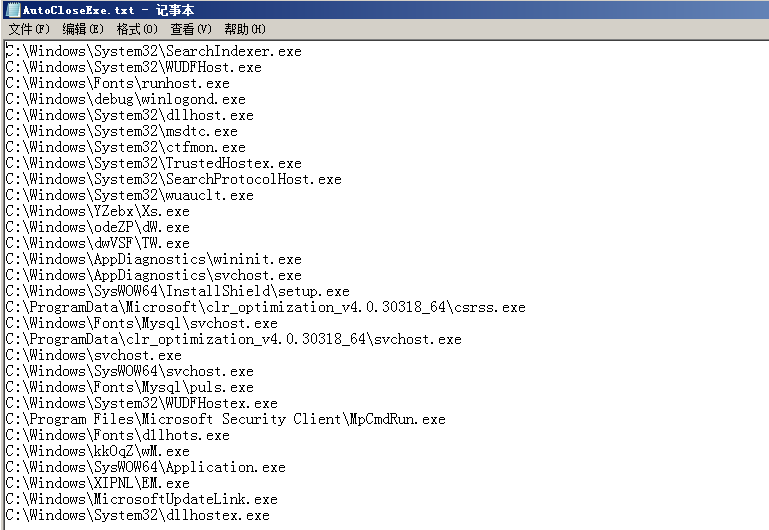 AutoCloseExe.txt - 记事本
文件(F) 编辑(E) 格式(O) 查看(V) 帮助(H)
C:\Windows\System32\SearchIndexer.exe
C:\Windows\System32\WUDFHost.exe
C:\Windows\Fonts\runhost.exe
C:\Windows\debug\winlogond.exe
C:\Windows\System32\dllhost.exe
C:\Windows\System32\msdtc.exe
C:\Windows\System32\ctfmon.exe
C:\Windows\System32\TrustedHostex.exe
C:\Windows\System32\SearchProtocolHost.exe
C:\Windows\System32\wuauclt.exe
C:\Windows\YZebx\Xs.exe
C:\Windows\odeZP\dW.exe
C:\Windows\dwVSF\TW.exe
C:\Windows\AppDiagnostics\wininit.exe
C:\Windows\AppDiagnostics\svchost.exe
C:\Windows\SysWOW64\InstallShield\setup.exe
C:\ProgramData\Microsoft\clr_optimization_v4.0.30318_64\csrss.exe
C:\Windows\Fonts\Mysql\svchost.exe
C:\ProgramData\clr_optimization_v4.0.30318_64\svchost.exe
C:\Windows\svchost.exe
C:\Windows\SysWOW64\svchost.exe
C:\Windows\Fonts\Mysql\puls.exe
C:\Windows\System32\WUDFHostex.exe
C:\Program Files\Microsoft Security Client\MpCmdRun.exe
C:\Windows\Fonts\dllhots.exe
C:\Windows\kkOqZ\wM.exe
C:\Windows\SysWOW64\Application.exe
C:\Windows\XIPNL\EM.exe
C:\Windows\MicrosoftUpdateLink.exe
C:\Windows\System32\dllhostex.exe